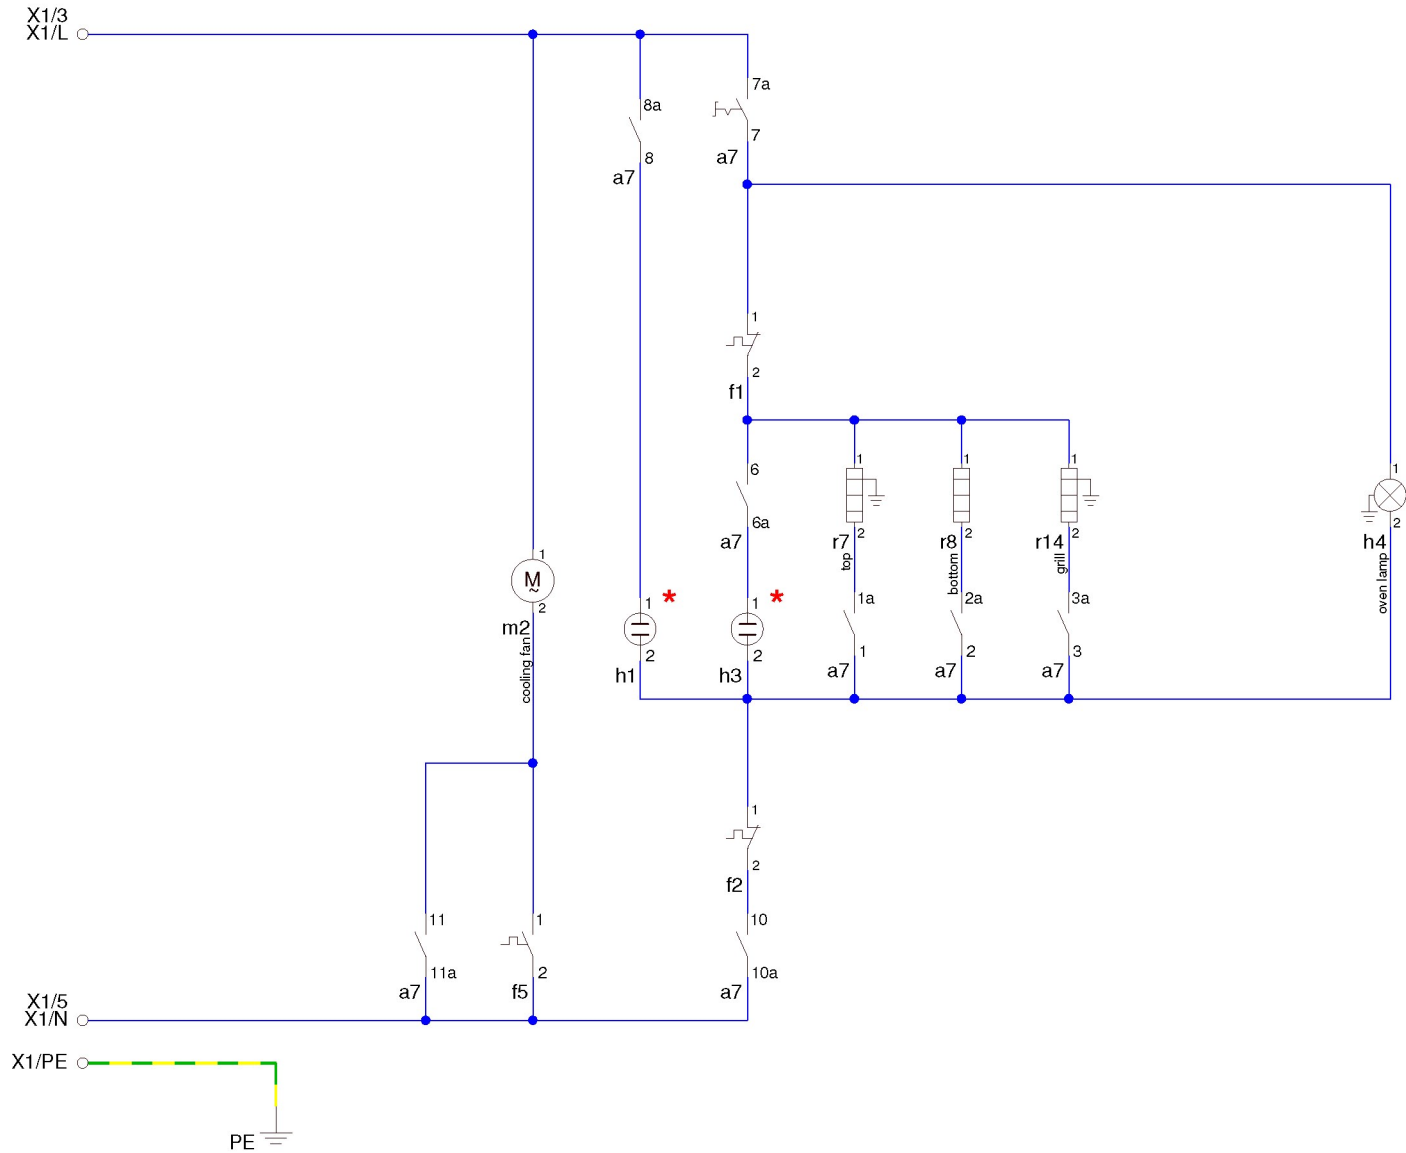 X1/3
X1/L
7a
8a
7
8
a7
a7
1
2
f1
6
1
1
1
1
6a
2
2
2
2
a7
r7
r8
r14
h4
top
bottom
grill
oven lamp
1
M
~
2
m2
cooling fan
1
*
1
*
1a
2a
3a
2
2
1
2
3
h1
h3
a7
a7
a7
1
2
f2
11
1
10
11a
2
10a
a7
f5
a7
X1/5
X1/N
X1/PE
PE